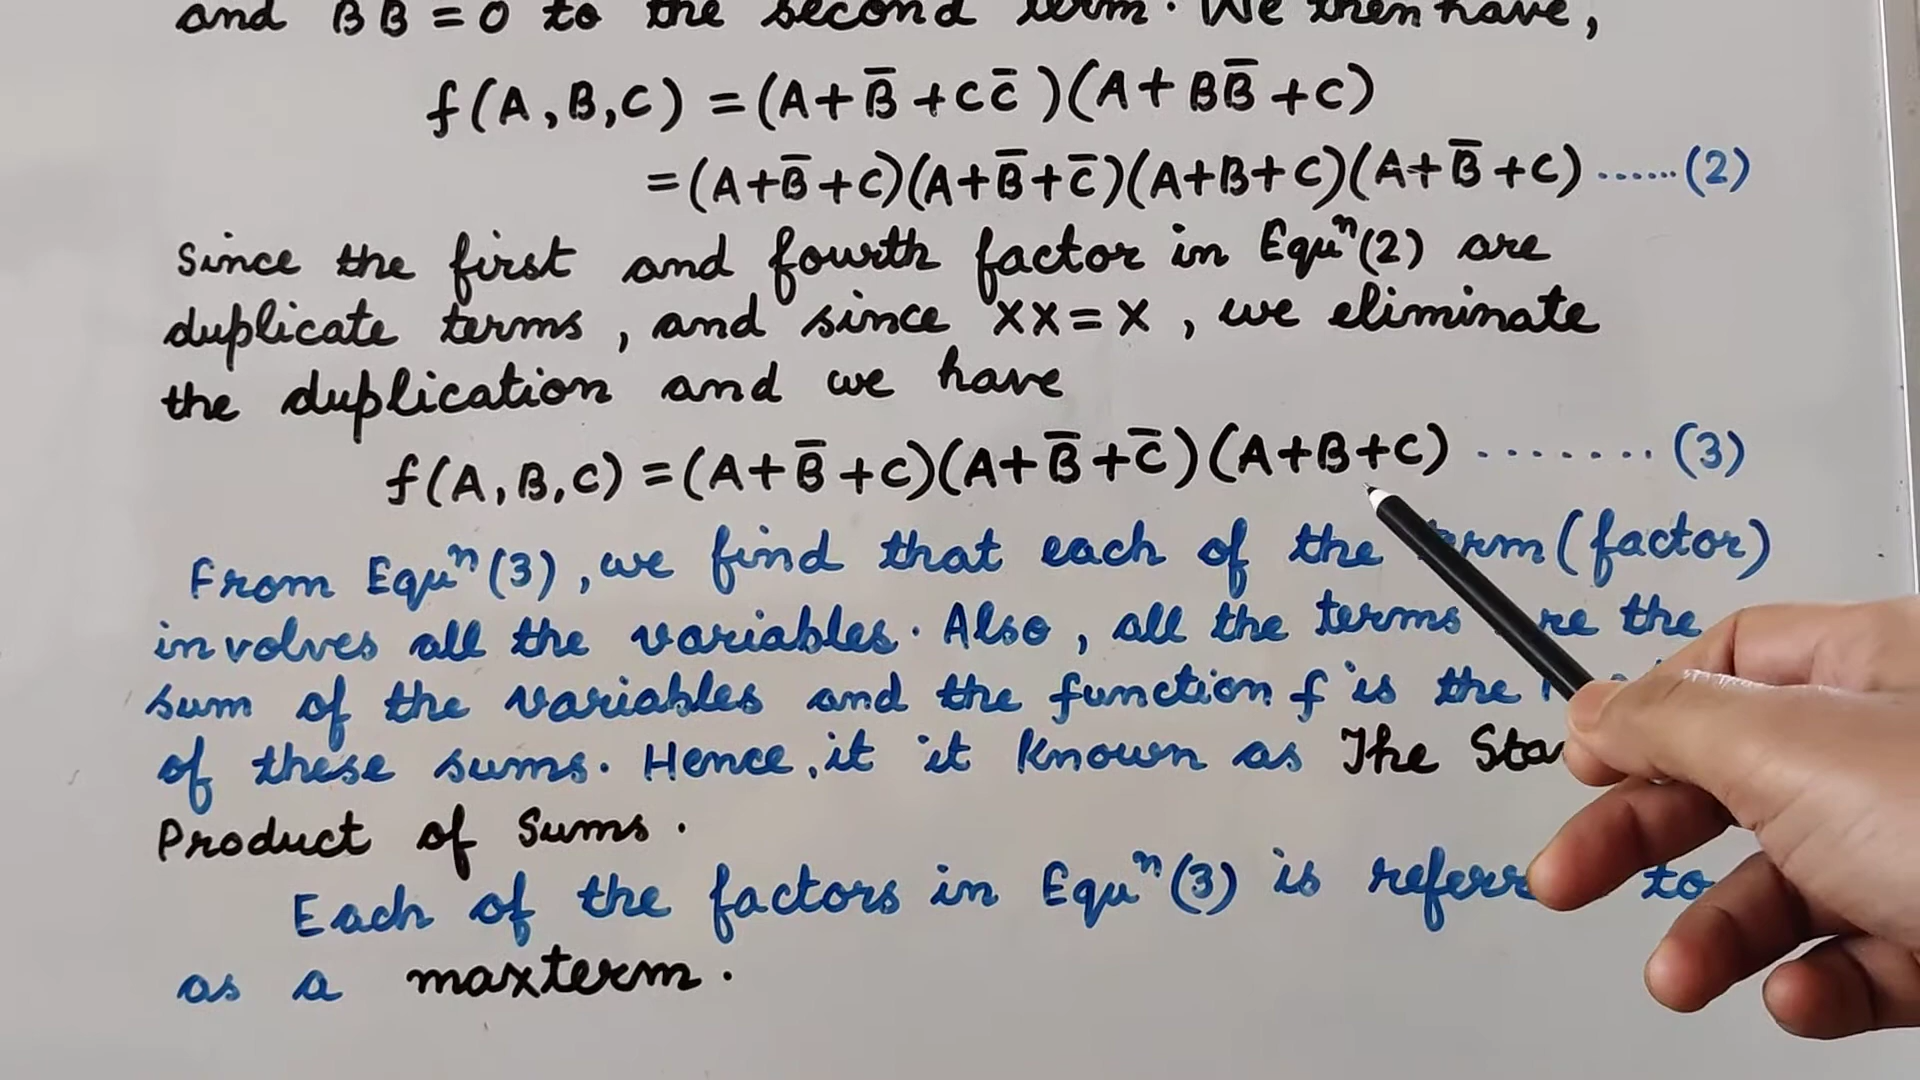 and B B = 0 to the second term. We then have,
f(A,B,C) = (A+B̅+CC̅)(A+BB̅+C)
=(A+B̅+C)(A+B̅+C̅)(A+B+C)(A+B̅+C) ......(2)
Since the first and fourth factor in Equⁿ(2) are
duplicate terms, and since XX=X, we eliminate
the duplication and we have
f(A,B,C) =(A+B̅+C)(A+B̅+C̅)(A+B+C) ........(3)
From Equⁿ(3), we find that each of the (factor)
involves all the variables. Also, all the terms the
sum of the variables and the function f is the
of these sums. Hence, it it known as The
Product of Sums.
Each of the factors in Equⁿ(3) is to
as a maxterm.